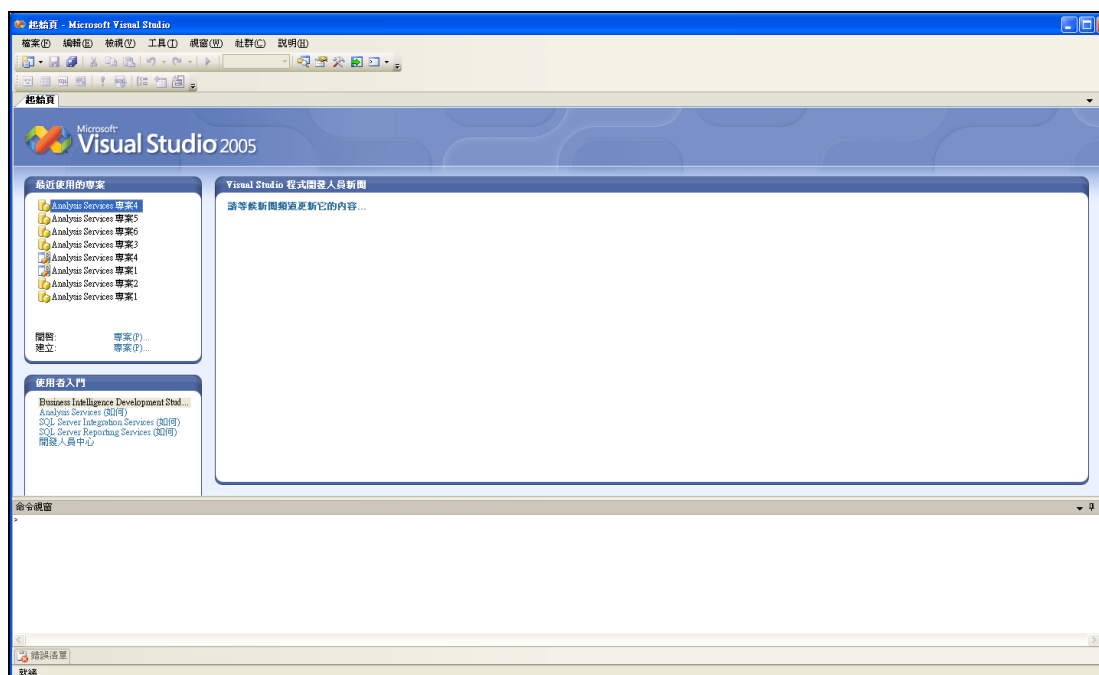 起始頁 - Microsoft Visual Studio
檔案(F) 編輯(E) 檢視(V) 工具(T) 視窗(W) 社群(C) 說明(H)
起始頁
Microsoft
Visual Studio 2005
最近使用的專案
Analysis Services 專案4
Analysis Services 專案5
Analysis Services 專案6
Analysis Services 專案3
Analysis Services 專案4
Analysis Services 專案1
Analysis Services 專案2
Analysis Services 專案1
開啟: 專案(P)...
建立: 專案(P)...
使用者入門
Business Intelligence Development Stud...
Analysis Services (如何)
SQL Server Integration Services (如何)
SQL Server Reporting Services (如何)
開發人員中心
Visual Studio 程式開發人員新聞
請等候新聞頻道更新它的內容...
命令視窗
>
錯誤清單
就緒